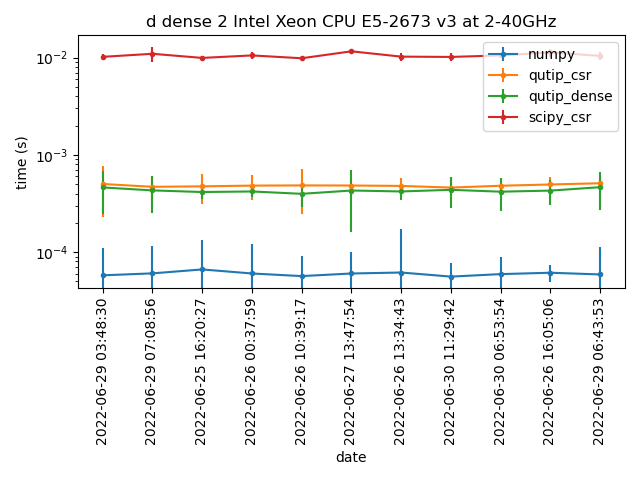 d dense 2 Intel Xeon CPU E5-2673 v3 at 2-40GHz
numpy
qutip_csr
qutip_dense
scipy_csr
time (s)
10⁻²
10⁻³
10⁻⁴
2022-06-29 03:48:30
2022-06-29 07:08:56
2022-06-25 16:20:27
2022-06-26 00:37:59
2022-06-26 10:39:17
2022-06-27 13:47:54
2022-06-26 13:34:43
2022-06-30 11:29:42
2022-06-30 06:53:54
2022-06-26 16:05:06
2022-06-29 06:43:53
date